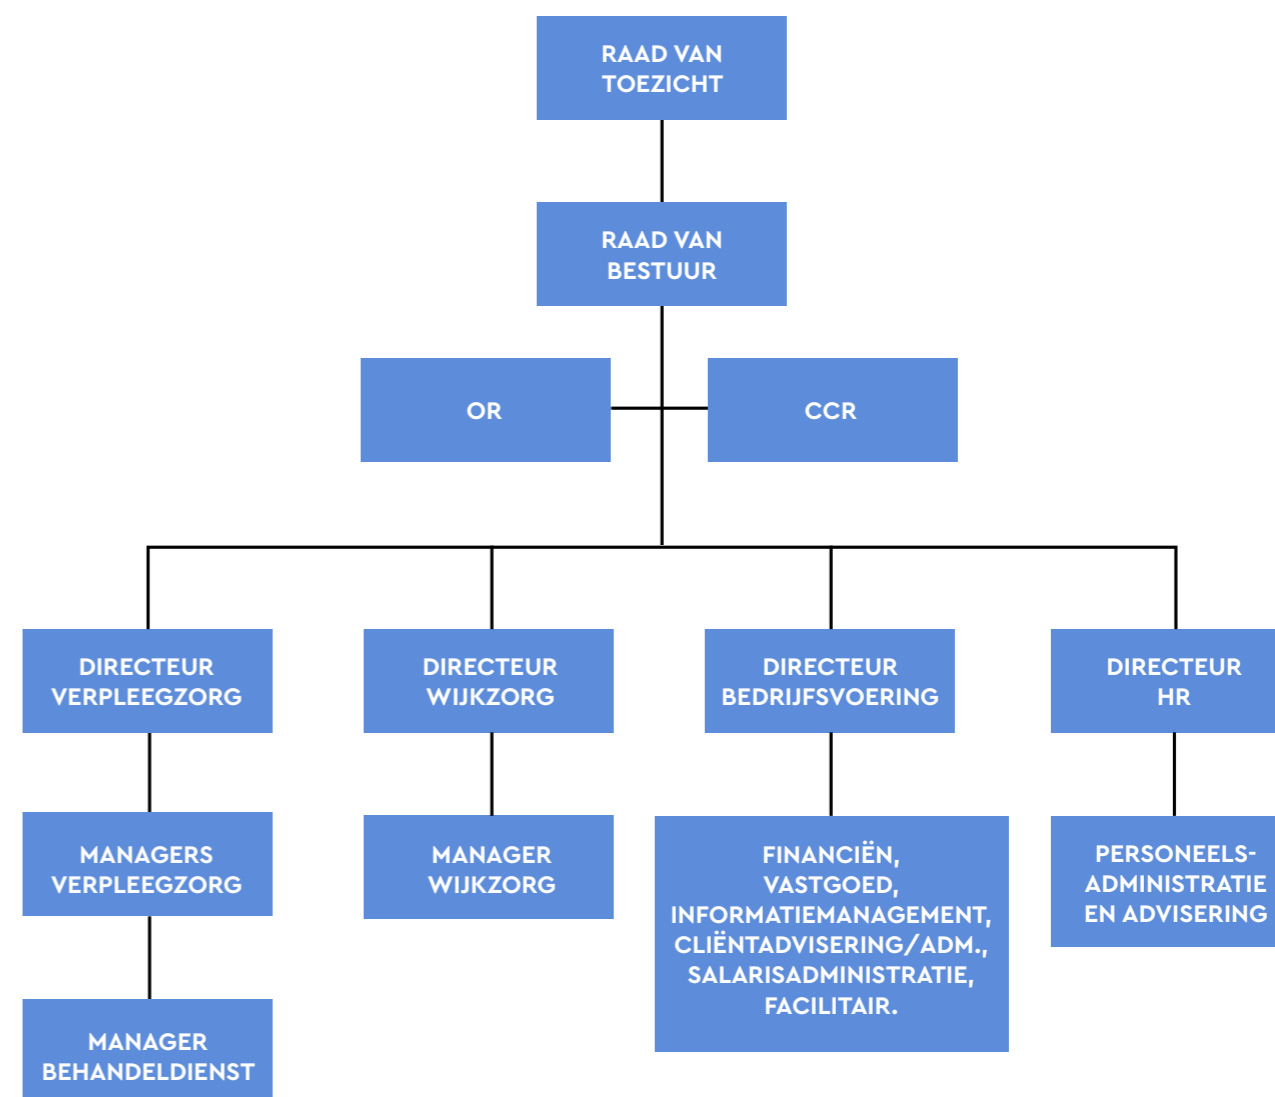 RAAD VAN
TOEZICHT
RAAD VAN
BESTUUR
OR
CCR
DIRECTEUR
VERPLEEGZORG
DIRECTEUR
WIJKZORG
DIRECTEUR
BEDRIJFSVOERING
DIRECTEUR
HR
MANAGERS
VERPLEEGZORG
MANAGER
WIJKZORG
FINANCIËN,
VASTGOED,
INFORMATIEMANAGEMENT,
CLIËNTADVISERING/ADM.,
SALARISADMINISTRATIE,
FACILITAIR.
PERSONEELS-
ADMINISTRATIE
EN ADVISERING
MANAGER
BEHANDELDIENST